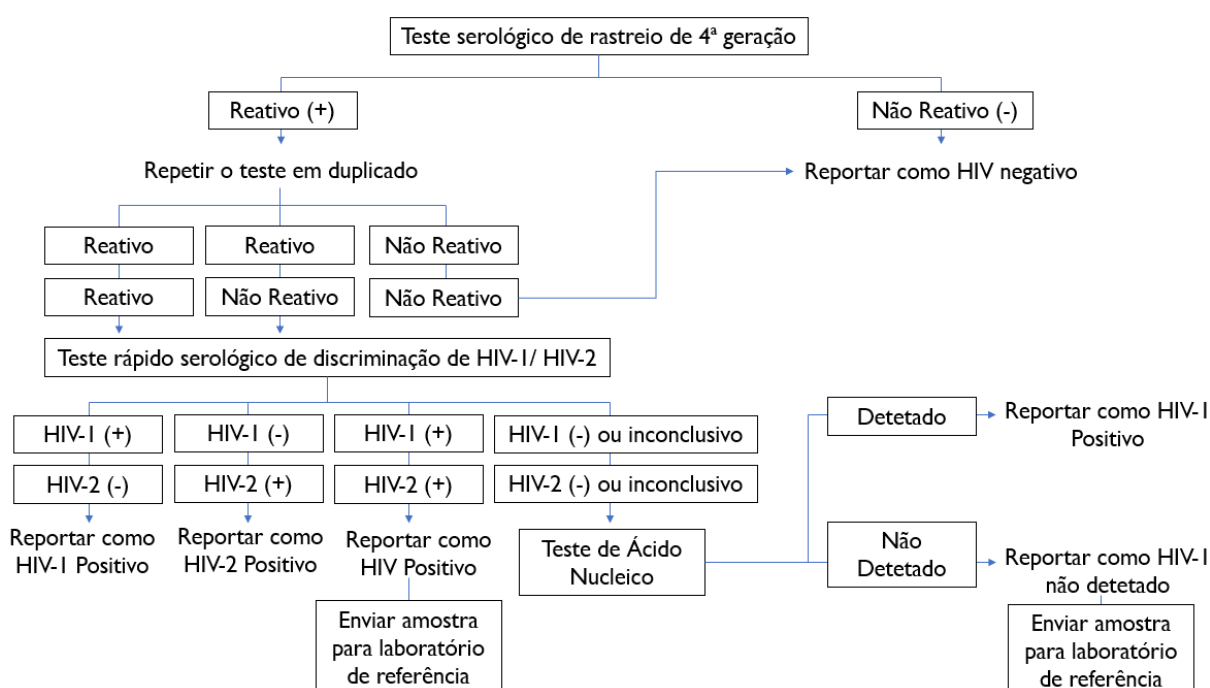 Teste serológico de rastreio de 4ª geração
Reativo (+)
Não Reativo (-)
Repetir o teste em duplicado
Reportar como HIV negativo
Reativo
Reativo
Não Reativo
Reativo
Não Reativo
Não Reativo
Teste rápido serológico de discriminação de HIV-1/ HIV-2
HIV-1 (+)
HIV-1 (-)
HIV-1 (+)
HIV-1 (-) ou inconclusivo
HIV-2 (-)
HIV-2 (+)
HIV-2 (+)
HIV-2 (-) ou inconclusivo
Reportar como
HIV-1 Positivo
Reportar como
HIV-2 Positivo
Reportar como
HIV Positivo
Enviar amostra
para laboratório
de referência
Teste de Ácido
Nucleico
Detetado
Reportar como HIV-1
Positivo
Não
Detetado
Reportar como HIV-1
não detetado
Enviar amostra
para laboratório
de referência